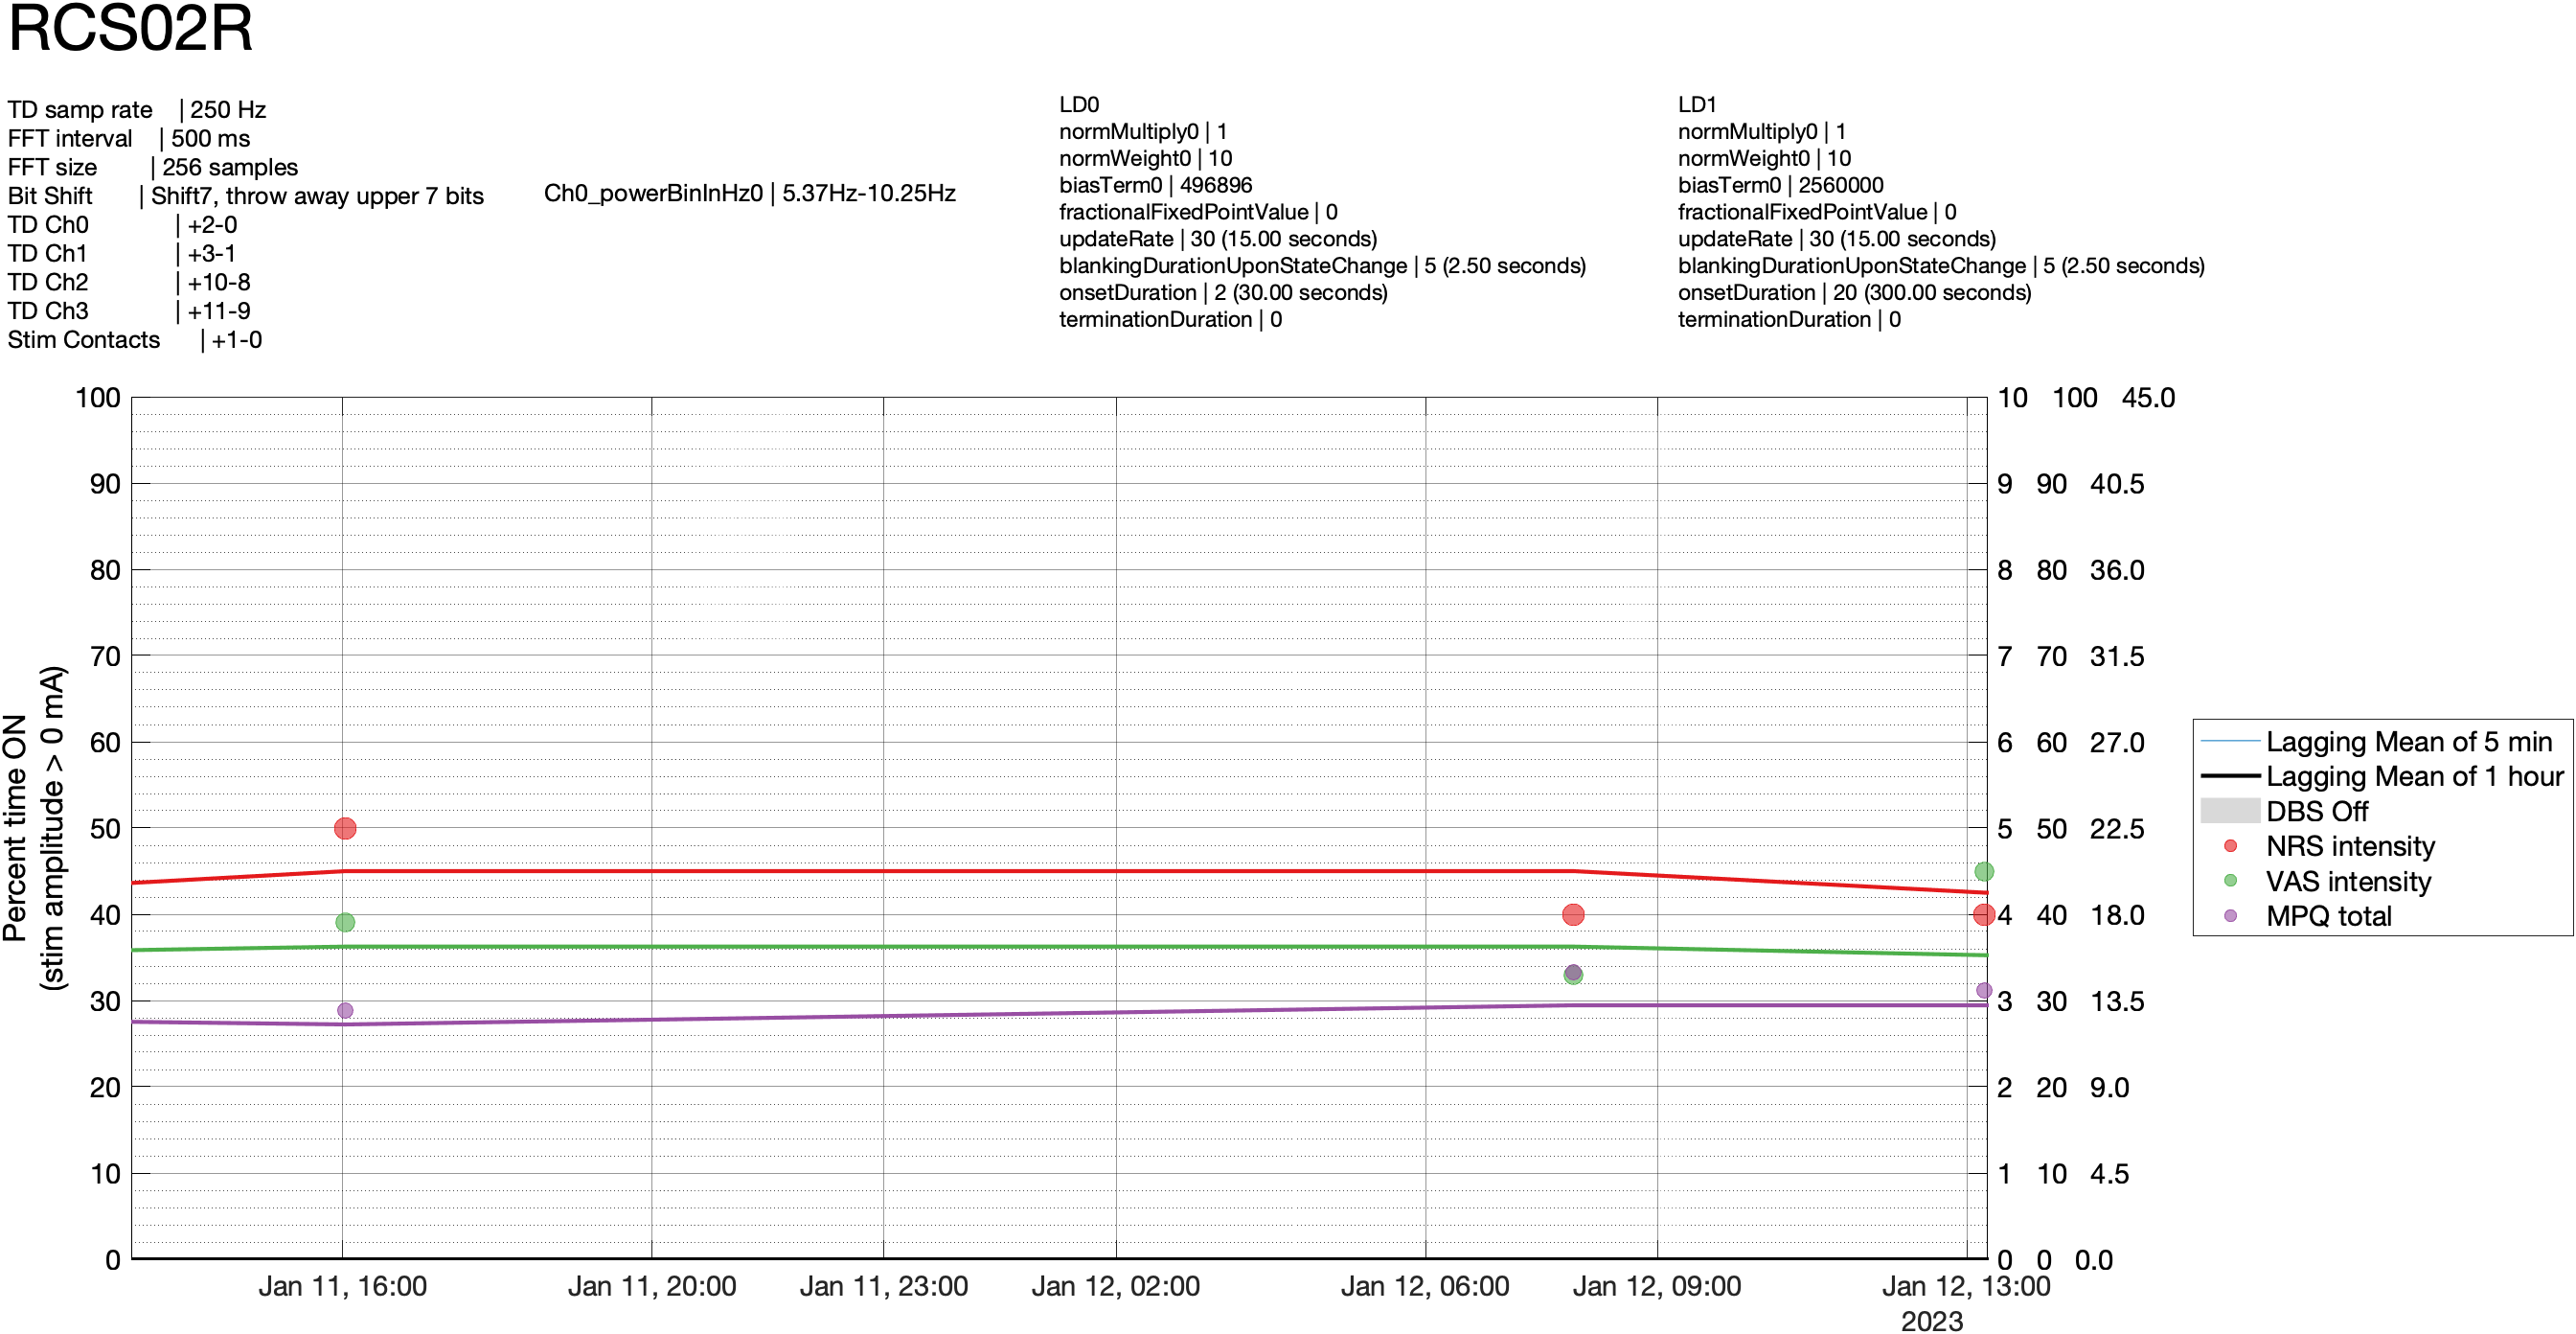 RCS02R
TD samp rate | 250 Hz
FFT interval | 500 ms
FFT size | 256 samples
Bit Shift | Shift7, throw away upper 7 bits
TD Ch0 | +2-0
TD Ch1 | +3-1
TD Ch2 | +10-8
TD Ch3 | +11-9
Stim Contacts | +1-0
Ch0_powerBinInHz0 | 5.37Hz-10.25Hz
LD0
normMultiply0 | 1
normWeight0 | 10
biasTerm0 | 496896
fractionalFixedPointValue | 0
updateRate | 30 (15.00 seconds)
blankingDurationUponStateChange | 5 (2.50 seconds)
onsetDuration | 2 (30.00 seconds)
terminationDuration | 0
LD1
normMultiply0 | 1
normWeight0 | 10
biasTerm0 | 2560000
fractionalFixedPointValue | 0
updateRate | 30 (15.00 seconds)
blankingDurationUponStateChange | 5 (2.50 seconds)
onsetDuration | 20 (300.00 seconds)
terminationDuration | 0
Percent time ON
(stim amplitude > 0 mA)
100
90
80
70
60
50
40
30
20
10
0
10 100 45.0
9 90 40.5
8 80 36.0
7 70 31.5
6 60 27.0
5 50 22.5
4 40 18.0
3 30 13.5
2 20 9.0
1 10 4.5
0 0 0.0
Jan 11, 16:00
Jan 11, 20:00
Jan 11, 23:00
Jan 12, 02:00
Jan 12, 06:00
Jan 12, 09:00
Jan 12, 13:00
2023
Lagging Mean of 5 min
Lagging Mean of 1 hour
DBS Off
NRS intensity
VAS intensity
MPQ total